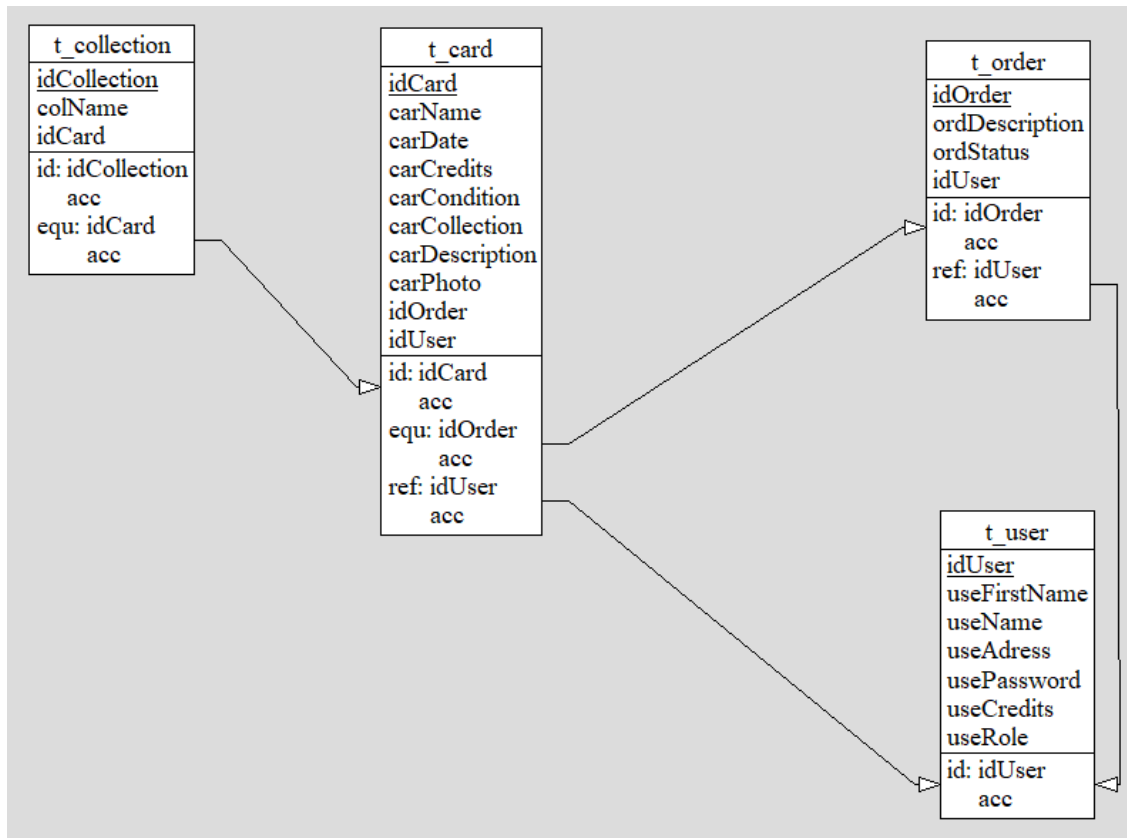 t_collection
idCollection
colName
idCard
id: idCollection
acc
equ: idCard
acc
t_card
idCard
carName
carDate
carCredits
carCondition
carCollection
carDescription
carPhoto
idOrder
idUser
id: idCard
acc
equ: idOrder
acc
ref: idUser
acc
t_order
idOrder
ordDescription
ordStatus
idUser
id: idOrder
acc
ref: idUser
acc
t_user
idUser
useFirstName
useName
useAdress
usePassword
useCredits
useRole
id: idUser
acc